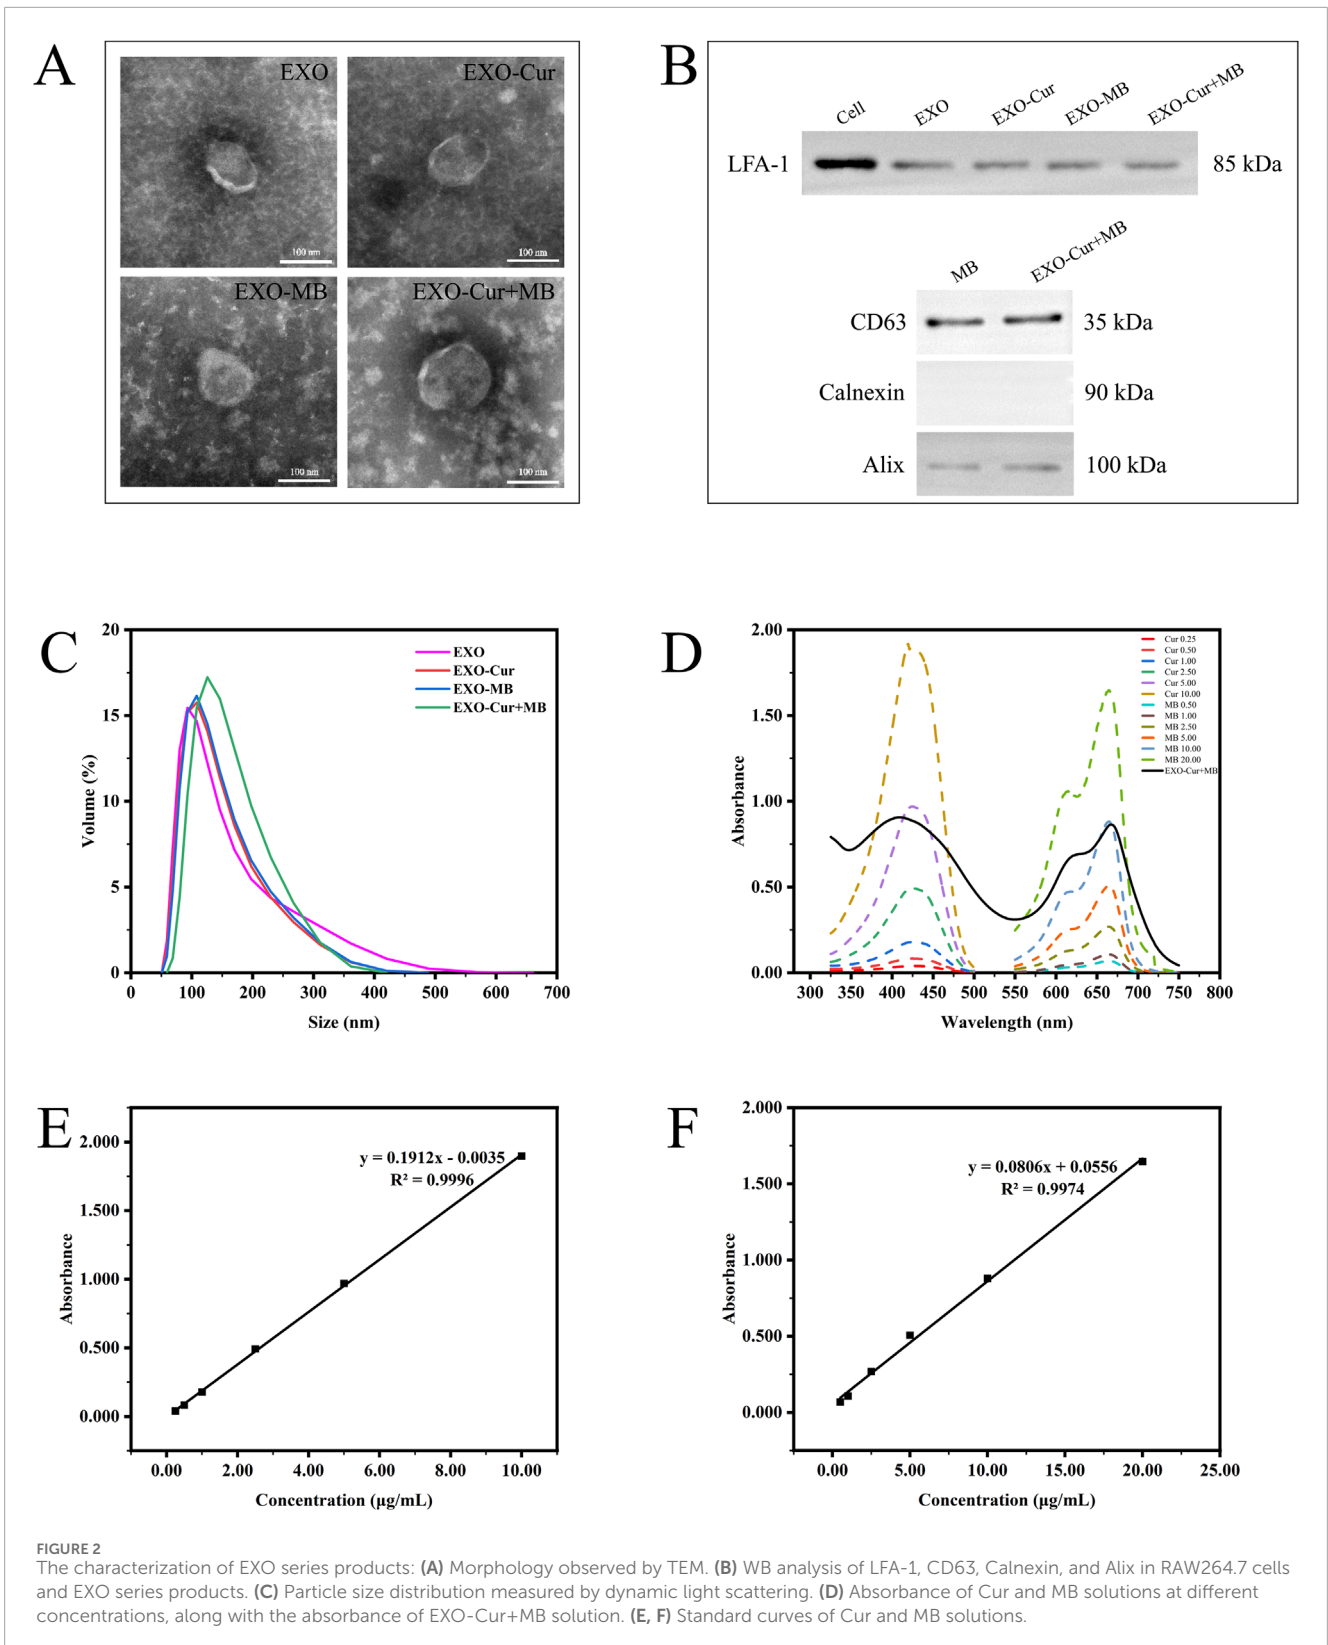 A
EXO
EXO-Cur
100 nm
100 nm
EXO-MB
EXO-Cur+MB
100 nm
100 nm
B
Cell
EXO
EXO-Cur
EXO-MB
EXO-Cur+MB
LFA-1
85 kDa
MB
EXO-Cur+MB
CD63
35 kDa
Calnexin
90 kDa
Alix
100 kDa
C
20
15
10
5
0
Volume (%)
0 100 200 300 400 500 600 700
Size (nm)
EXO
EXO-Cur
EXO-MB
EXO-Cur+MB
D
2.00
1.50
1.00
0.50
0.00
Absorbance
300 350 400 450 500 550 600 650 700 750 800
Wavelength (nm)
Cur 0.25
Cur 0.50
Cur 1.00
Cur 2.50
Cur 5.00
Cur 10.00
MB 0.50
MB 1.00
MB 2.50
MB 5.00
MB 10.00
MB 20.00
EXO-Cur+MB
E
2.000
1.500
1.000
0.500
0.000
Absorbance
y = 0.1912x - 0.0035
R² = 0.9996
0.00 2.00 4.00 6.00 8.00 10.00
Concentration (μg/mL)
F
2.000
1.500
1.000
0.500
0.000
Absorbance
y = 0.0806x + 0.0556
R² = 0.9974
0.00 5.00 10.00 15.00 20.00 25.00
Concentration (μg/mL)
FIGURE 2
The characterization of EXO series products: (A) Morphology observed by TEM. (B) WB analysis of LFA-1, CD63, Calnexin, and Alix in RAW264.7 cells
and EXO series products. (C) Particle size distribution measured by dynamic light scattering. (D) Absorbance of Cur and MB solutions at different
concentrations, along with the absorbance of EXO-Cur+MB solution. (E, F) Standard curves of Cur and MB solutions.